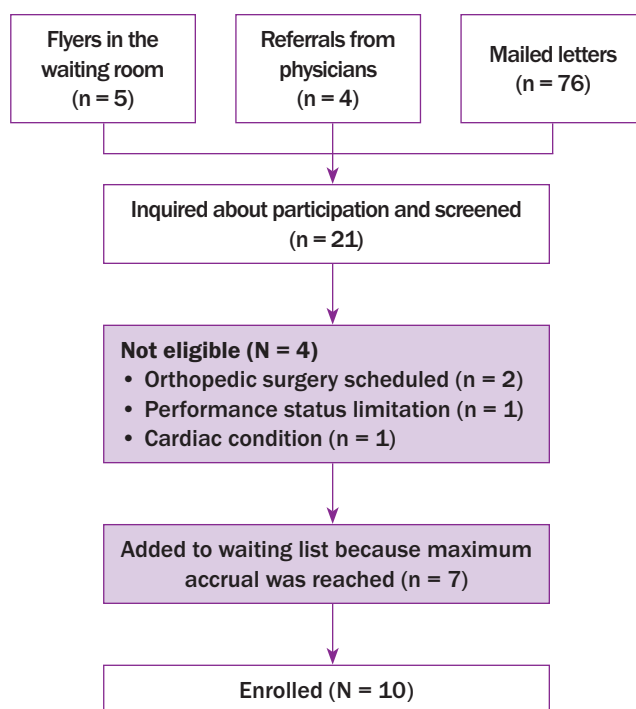 Flyers in the
waiting room
(n = 5)
Referrals from
physicians
(n = 4)
Mailed letters
(n = 76)
Inquired about participation and screened
(n = 21)
Not eligible (N = 4)
• Orthopedic surgery scheduled (n = 2)
• Performance status limitation (n = 1)
• Cardiac condition (n = 1)
Added to waiting list because maximum
accrual was reached (n = 7)
Enrolled (N = 10)